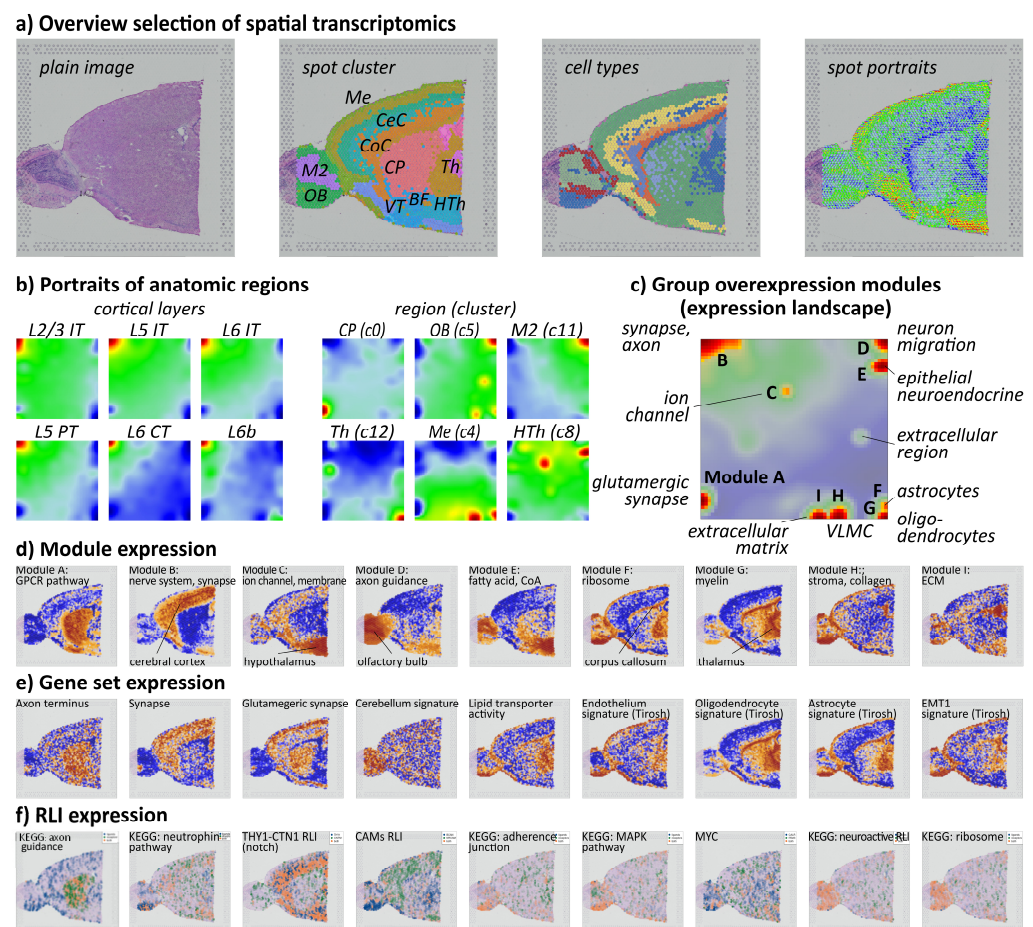 a) Overview selection of spatial transcriptomics
plain image
spot cluster
cell types
spot portraits
Me
CeC
CoC
M2
CP
Th
OB
VT
BF
HTh
b) Portraits of anatomic regions
cortical layers
region (cluster)
L2/3 IT
L5 IT
L6 IT
CP (c0)
OB (c5)
M2 (c11)
L5 PT
L6 CT
L6b
Th (c12)
Me (c4)
HTh (c8)
c) Group overexpression modules
(expression landscape)
synapse,
axon
neuron
migration
B
D
E
epithelial
neuroendocrine
C
ion
channel
extracellular
region
glutamergic
synapse
Module A
I
H
F
G
astrocytes
extracellular
matrix
VLMC
oligo-
dendrocytes
d) Module expression
Module A:
GPCR pathway
Module B:
nerve system, synapse
Module C:
ion channel, membrane
Module D:
axon guidance
Module E:
fatty acid, CoA
Module F:
ribosome
Module G:
myelin
Module H:;
stroma, collagen
Module I:
ECM
cerebral cortex
hypothalamus
olfactory bulb
corpus callosum
thalamus
e) Gene set expression
Axon terminus
Synapse
Glutamegeric synapse
Cerebellum signature
Lipid transporter
activity
Endothelium
signature (Tirosh)
Oligodendrocyte
signature (Tirosh)
Astrocyte
signature (Tirosh)
EMT1
signature (Tirosh)
f) RLI expression
KEGG: axon
guidance
KEGG: neutrophin
pathway
THY1-CTN1 RLI
(notch)
CAMs RLI
KEGG: adherence
junction
KEGG: MAPK
pathway
MYC
KEGG: neuroactive RLI
KEGG: ribosome